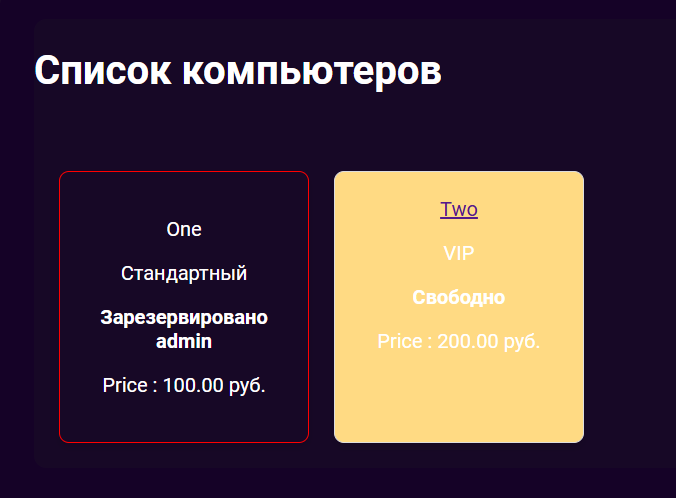 Список компьютеров
One
Стандартный
Зарезервировано
admin
Price : 100.00 руб.
Two
VIP
Свободно
Price : 200.00 руб.